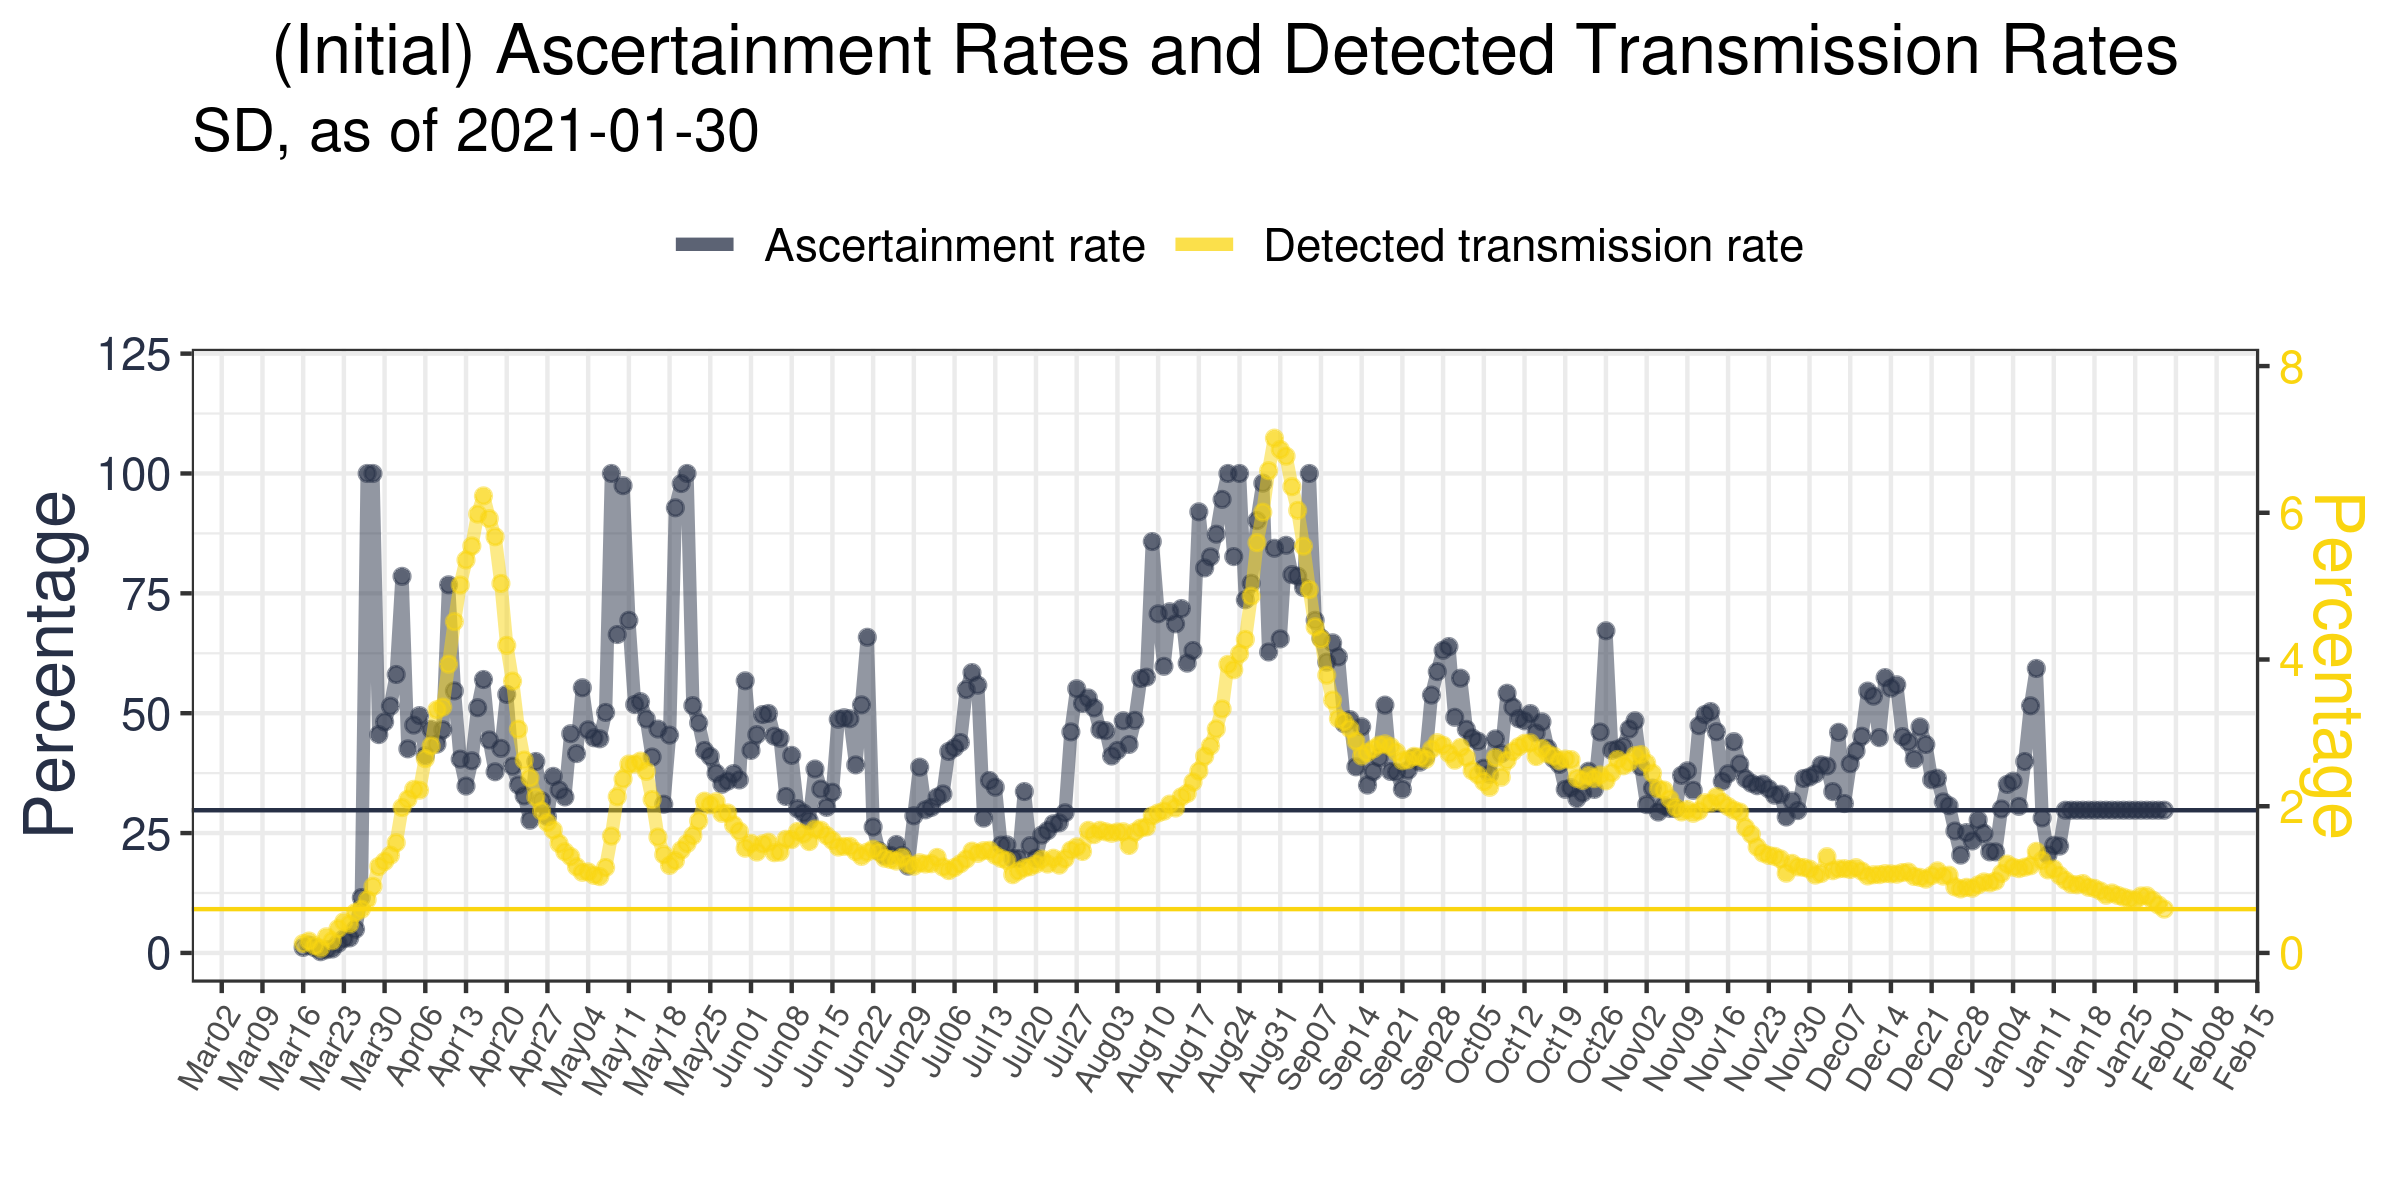 (Initial) Ascertainment Rates and Detected Transmission Rates
SD, as of 2021-01-30
Ascertainment rate
Detected transmission rate
Percentage
125
100
75
50
25
0
8
6
4
2
0
Percentage
Mar02
Mar09
Mar16
Mar23
Mar30
Apr06
Apr13
Apr20
Apr27
May04
May11
May18
May25
Jun01
Jun08
Jun15
Jun22
Jun29
Jul06
Jul13
Jul20
Jul27
Aug03
Aug10
Aug17
Aug24
Aug31
Sep07
Sep14
Sep21
Sep28
Oct05
Oct12
Oct19
Oct26
Nov02
Nov09
Nov16
Nov23
Nov30
Dec07
Dec14
Dec21
Dec28
Jan04
Jan11
Jan18
Jan25
Feb01
Feb08
Feb15